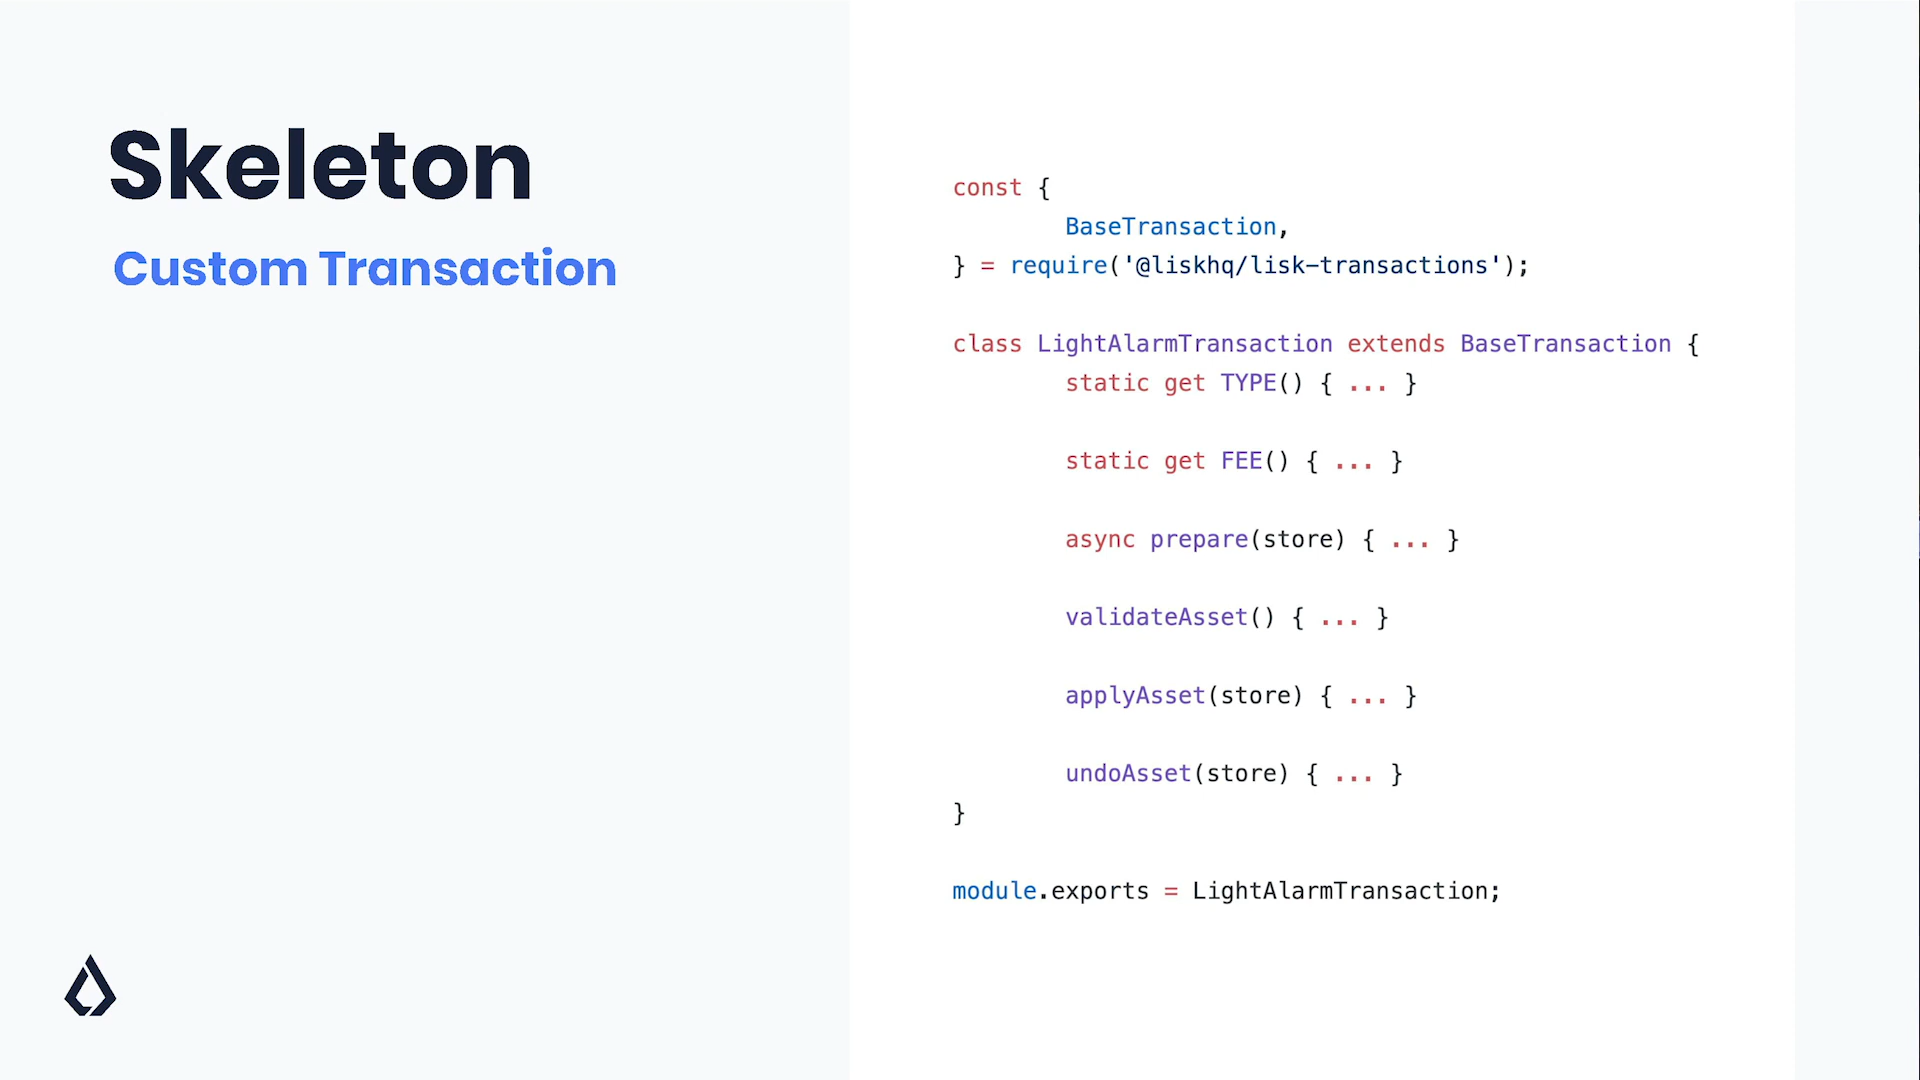 Skeleton
Custom Transaction
const {
BaseTransaction,
} = require('@liskhq/lisk-transactions');
class LightAlarmTransaction extends BaseTransaction {
static get TYPE() { ... }
static get FEE() { ... }
async prepare(store) { ... }
validateAsset() { ... }
applyAsset(store) { ... }
undoAsset(store) { ... }
}
module.exports = LightAlarmTransaction;